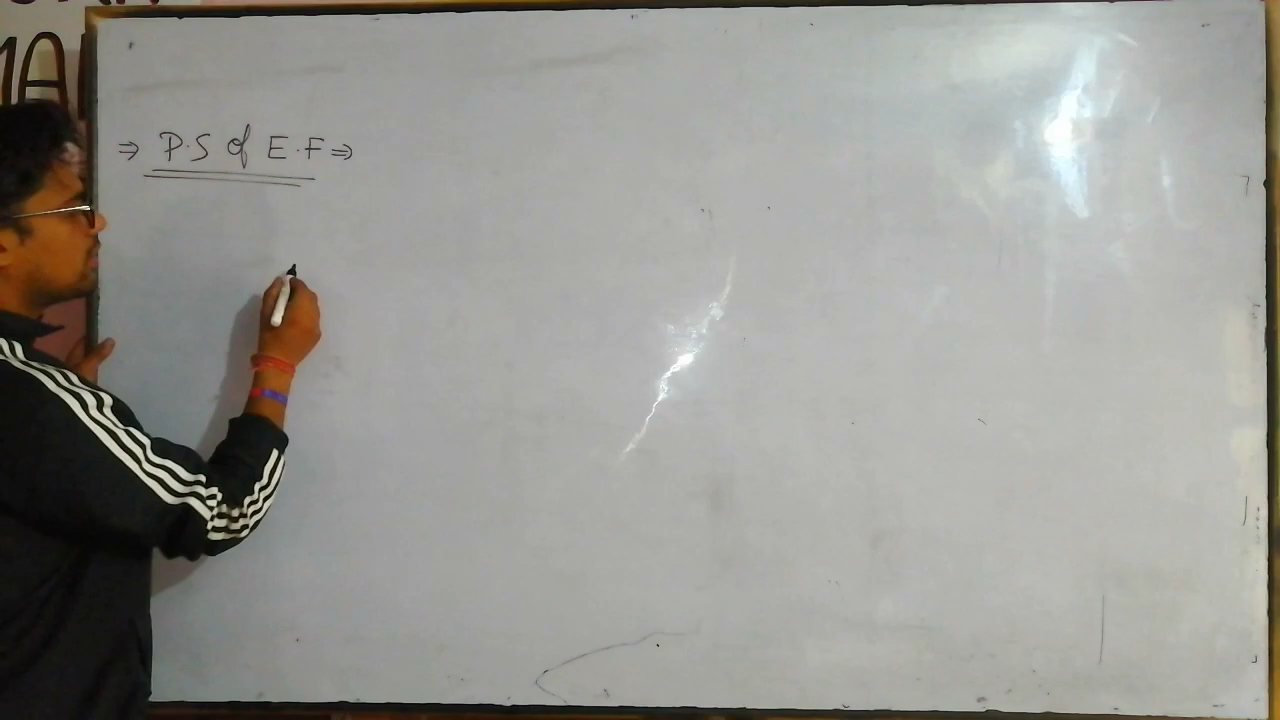 ⇒ P.S of E.F ⇒